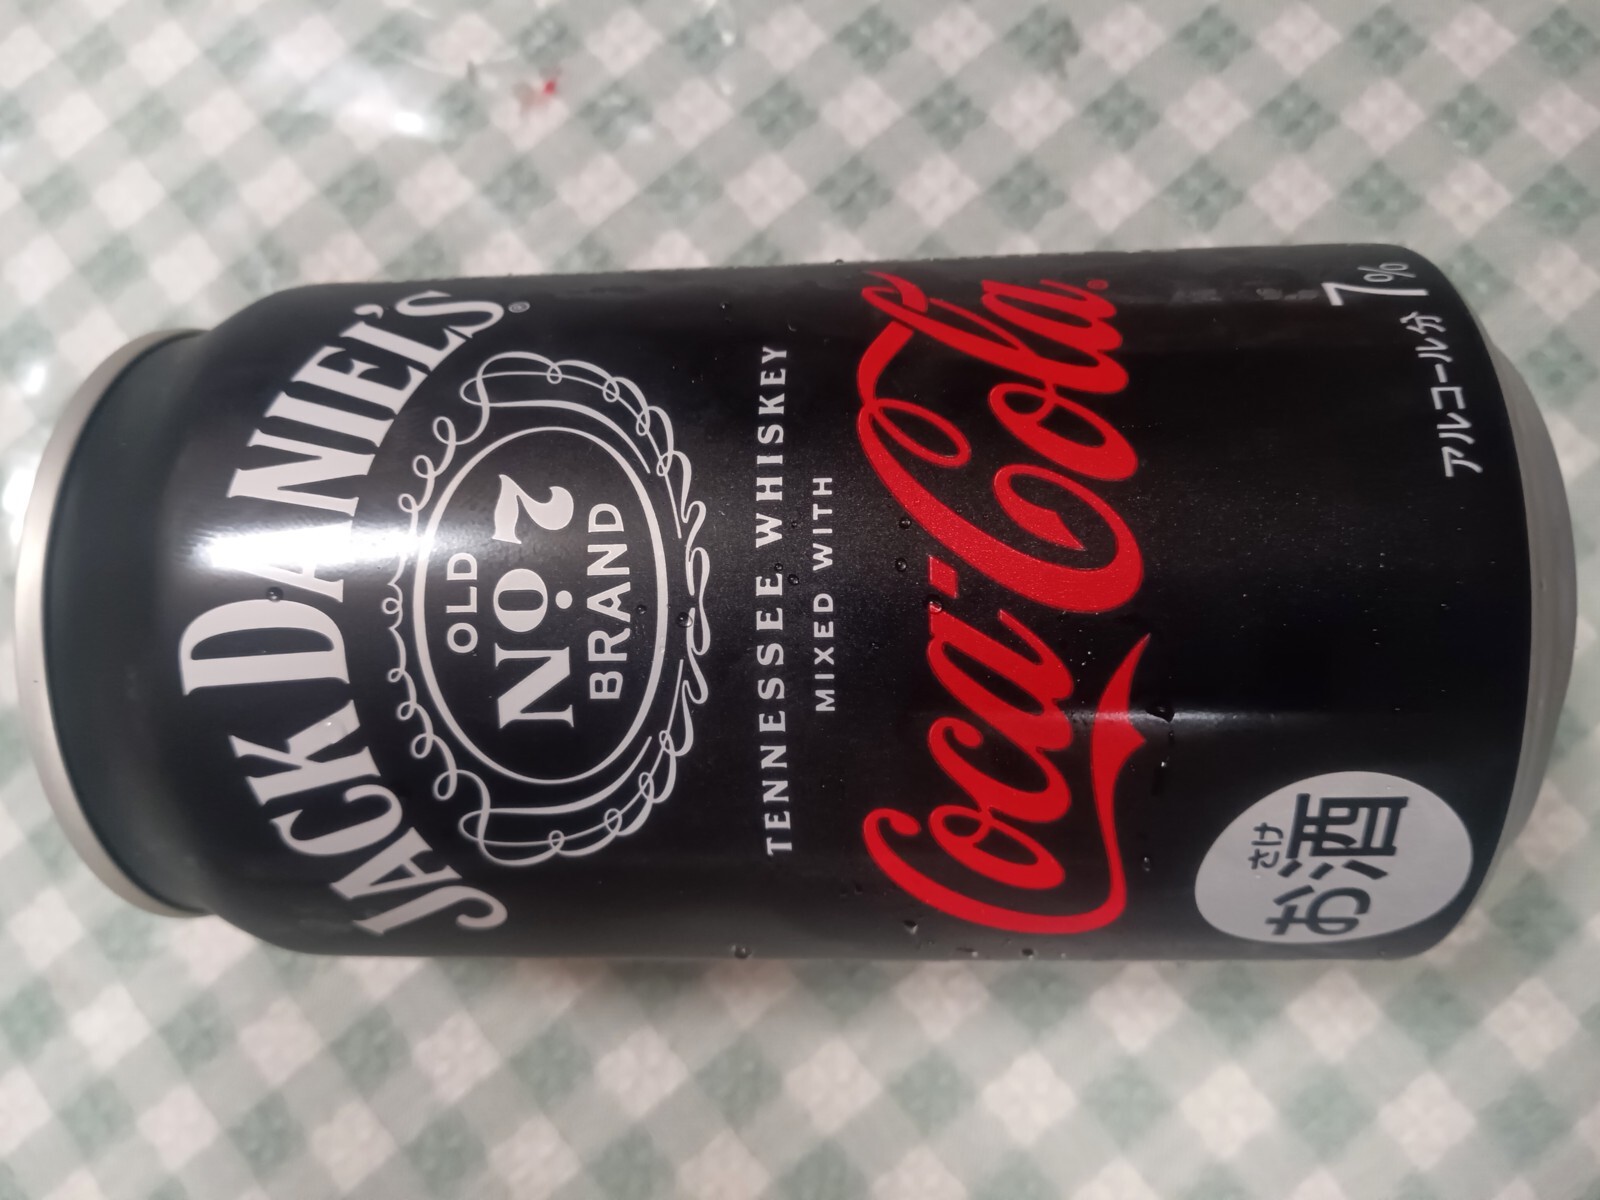 JACK DANIEL'S®
OLD
No. 7
BRAND
TENNESSEE WHISKEY
MIXED WITH
Coca-Cola®
さけ
お酒
アルコール分 7%